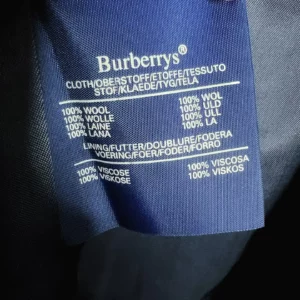 Burberrys®
CLOTH/OBERSTOFF/ETOFFE/TESSUTO
STOF/KLAEDE/TYG/TELA
100% WOOL 100% WOL
100% WOLLE 100% ULD
100% LAINE 100% ULL
100% LANA 100% LA
LINING/FUTTER/DOUBLURE/FODERA
VOERING/FOER/FODER/FORRO
100% VISCOSE 100% VISCOSA
100% VISKOSE 100% VISKOS